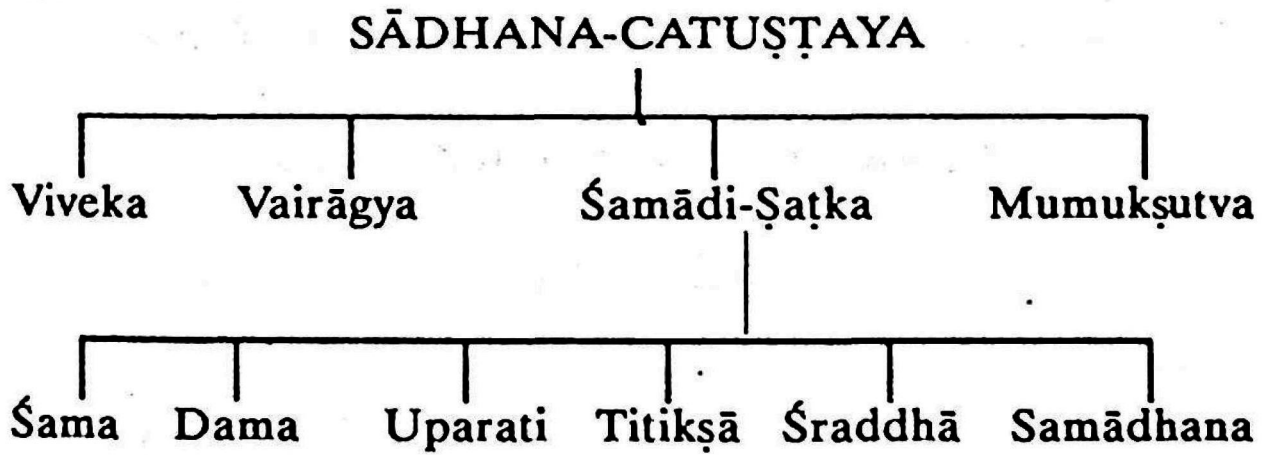 SĀDHANA-CATUṢṬAYA
Viveka Vairāgya Śamādi-Ṣaṭka Mumukṣutva
Śama Dama Uparati Titikṣā Śraddhā Samādhana